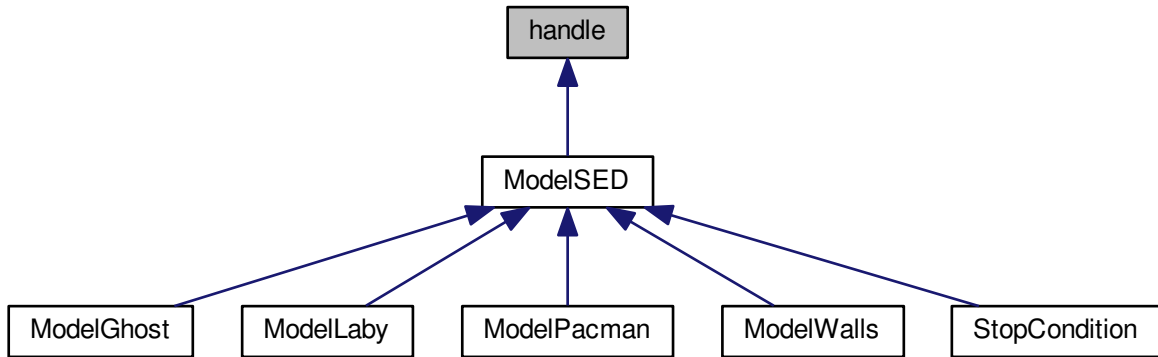 handle
ModelSED
ModelGhost
ModelLaby
ModelPacman
ModelWalls
StopCondition